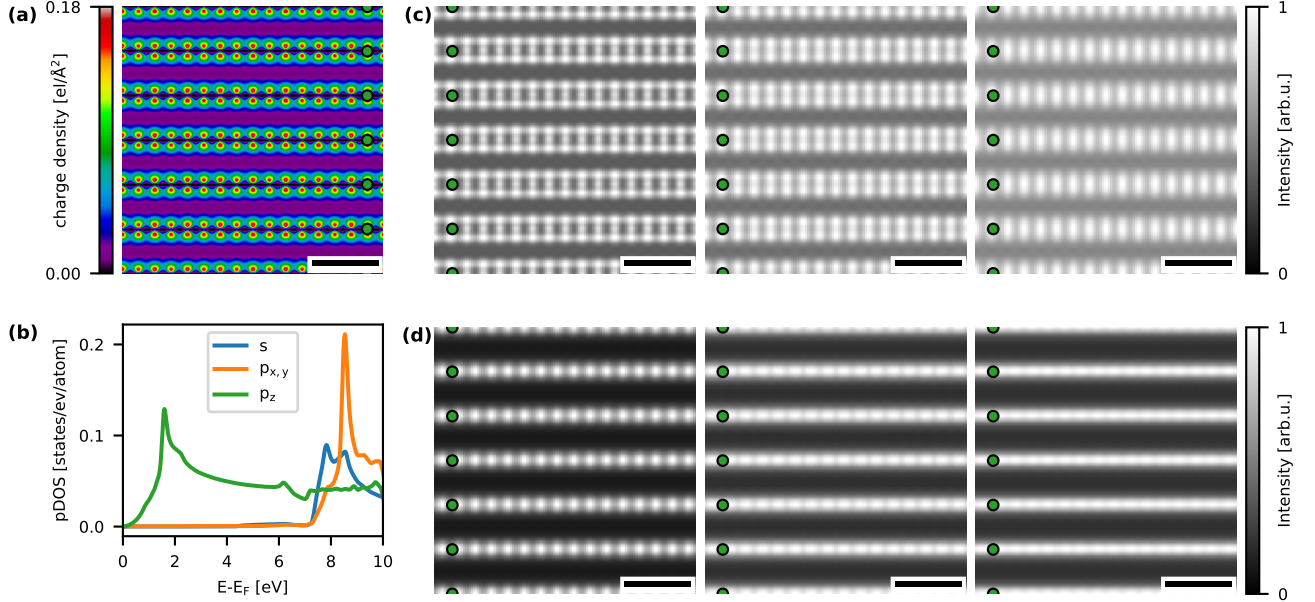 (a)
0.18
charge density [el/Å²]
0.00
(b)
pDOS [states/ev/atom]
0.2
0.1
0.0
s
pₓ,ᵧ
p_z
0 2 4 6 8 10
E-E_F [eV]
(c)
1
Intensity [arb.u.]
0
(d)
1
Intensity [arb.u.]
0